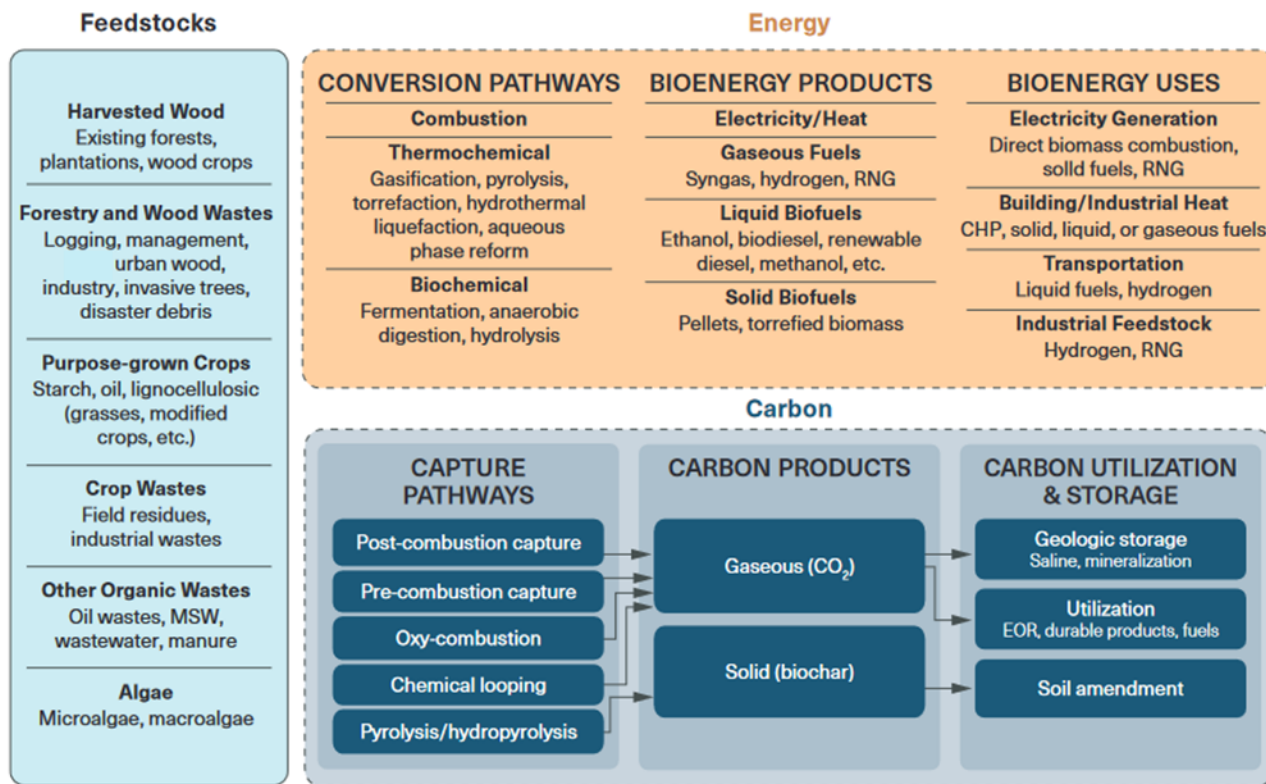 Feedstocks
Harvested Wood
Existing forests,
plantations, wood crops
Forestry and Wood Wastes
Logging, management,
urban wood,
industry, invasive trees,
disaster debris
Purpose-grown Crops
Starch, oil, lignocellulosic
(grasses, modified
crops, etc.)
Crop Wastes
Field residues,
industrial wastes
Other Organic Wastes
Oil wastes, MSW,
wastewater, manure
Algae
Microalgae, macroalgae
Energy
CONVERSION PATHWAYS
Combustion
Thermochemical
Gasification, pyrolysis,
torrefaction, hydrothermal
liquefaction, aqueous
phase reform
Biochemical
Fermentation, anaerobic
digestion, hydrolysis
BIOENERGY PRODUCTS
Electricity/Heat
Gaseous Fuels
Syngas, hydrogen, RNG
Liquid Biofuels
Ethanol, biodiesel, renewable
diesel, methanol, etc.
Solid Biofuels
Pellets, torrefied biomass
BIOENERGY USES
Electricity Generation
Direct biomass combustion,
solld fuels, RNG
Building/Industrial Heat
CHP, solid, liquid, or gaseous fuels
Transportation
Liquid fuels, hydrogen
Industrial Feedstock
Hydrogen, RNG
Carbon
CAPTURE
PATHWAYS
Post-combustion capture
Pre-combustion capture
Oxy-combustion
Chemical looping
Pyrolysis/hydropyrolysis
CARBON PRODUCTS
Gaseous (CO₂)
Solid (biochar)
CARBON UTILIZATION
& STORAGE
Geologic storage
Saline, mineralization
Utilization
EOR, durable products, fuels
Soil amendment